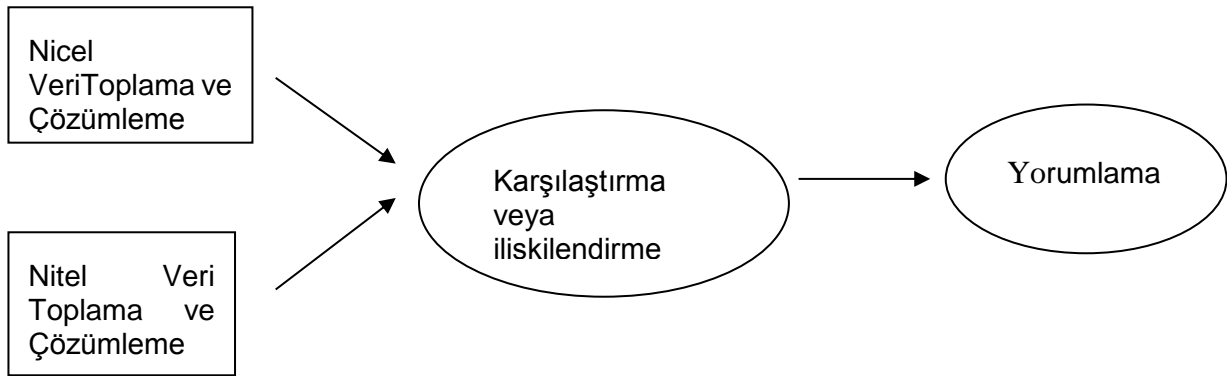 Nicel
VeriToplama ve
Çözümleme
Nitel Veri
Toplama ve
Çözümleme
Karşılaştırma
veya
iliskilendirme
Yorumlama